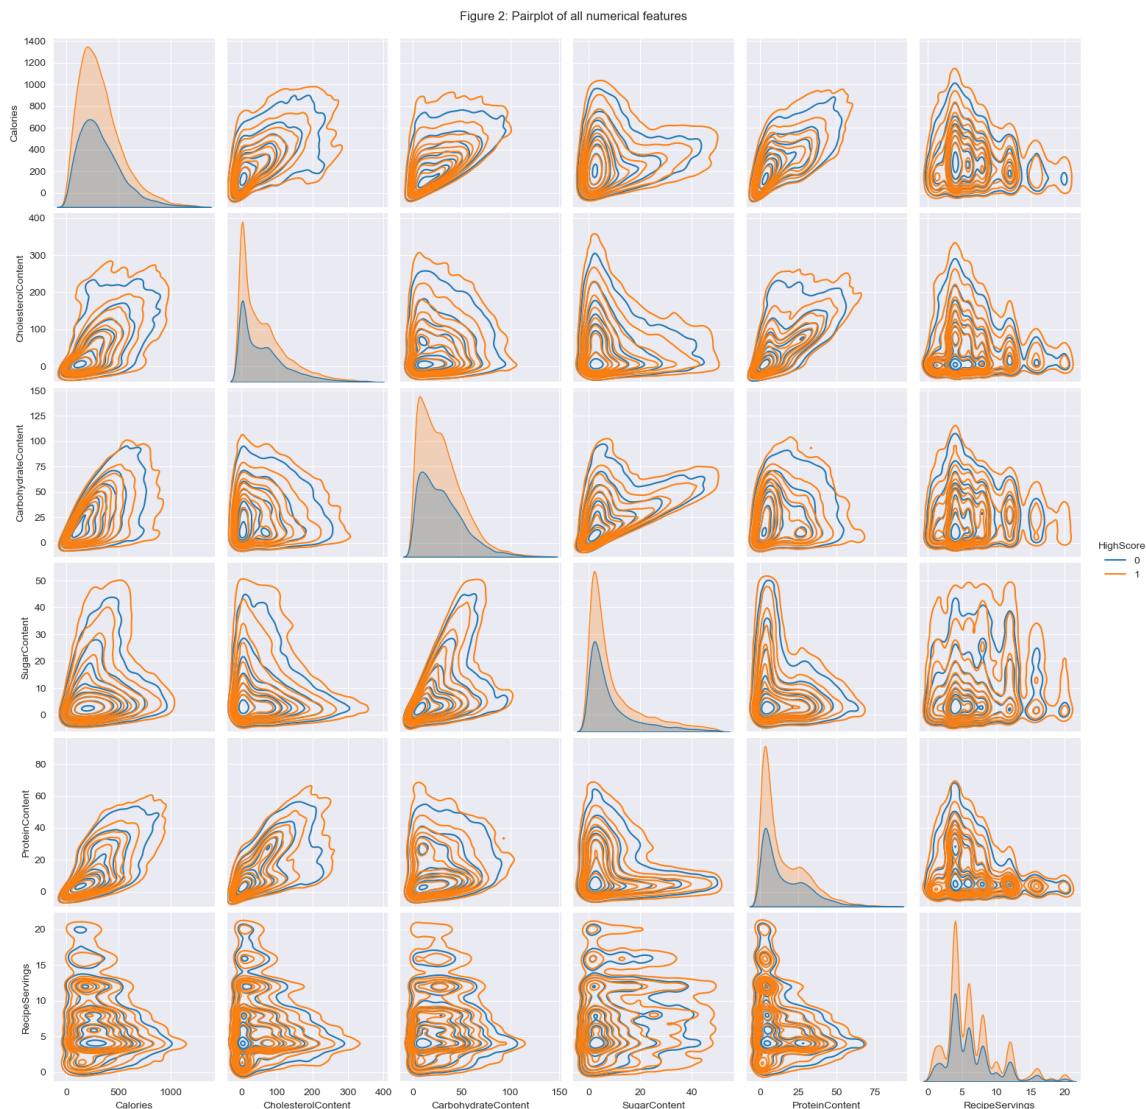 Figure 2: Pairplot of all numerical features
1400
1200
1000
800
600
400
200
0
Calories
400
300
200
100
0
CholesterolContent
150
125
100
75
50
25
0
CarbohydrateContent
HighScore
0
1
50
40
30
20
10
0
SugarContent
80
60
40
20
0
ProteinContent
20
15
10
5
0
RecipeServings
0 500 1000
0 100 200 300 400
0 50 100 150
0 20 40
0 25 50 75
0 5 10 15 20
Calories CholesterolContent CarbohydrateContent SugarContent ProteinContent RecipeServings